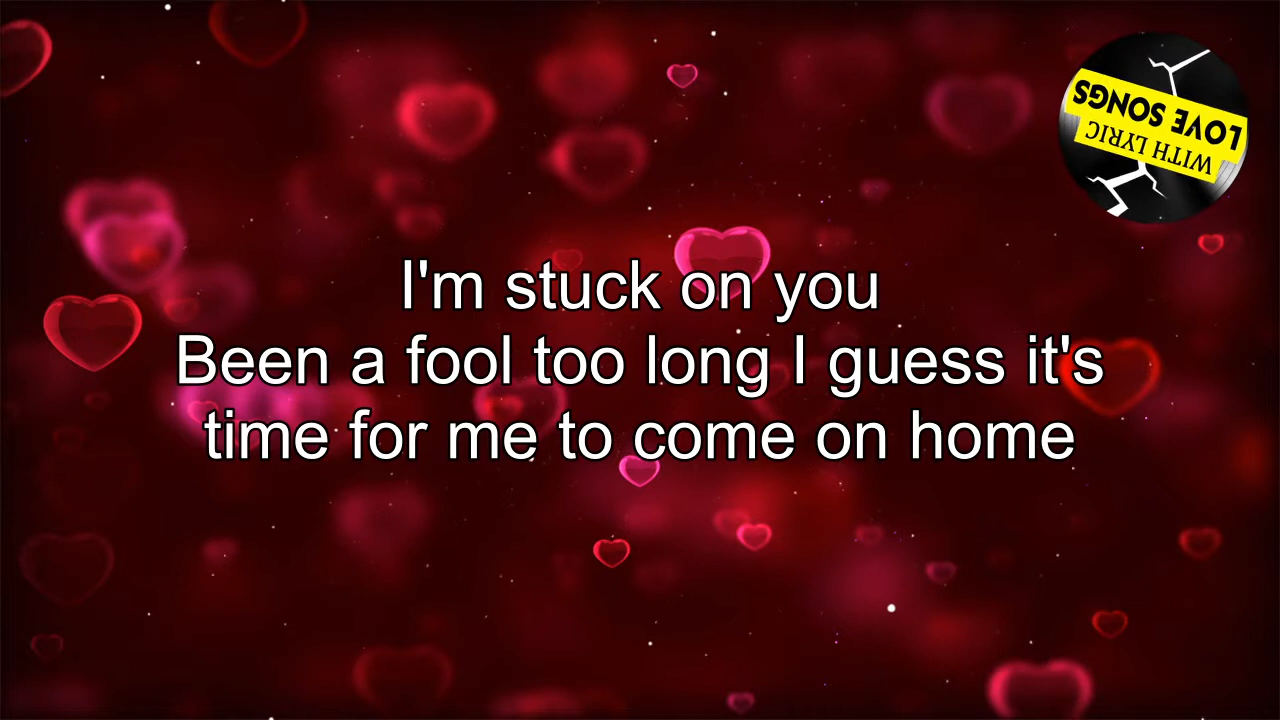 LOVE SONGS
WITH LYRIC
I'm stuck on you
Been a fool too long I guess it's
time for me to come on home